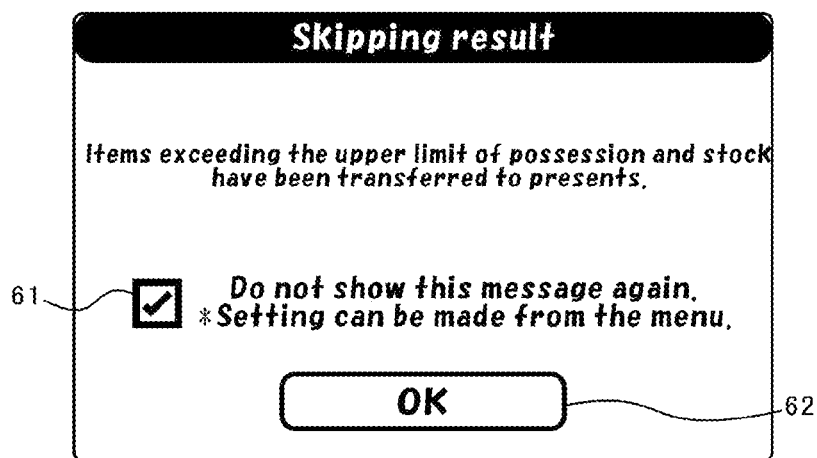 Skipping result
Items exceeding the upper limit of possession and stock
have been transferred to presents.
61
Do not show this message again.
*Setting can be made from the menu.
OK
62